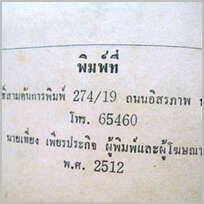 พิมพ์ที่
ธิสามดันการพิมพ์ 274/19 ถนนอิสรภาพ
โทร. 65460
นายเที่ยง เพียรประกิจ ผู้พิมพ์และผู้โฆษณา
พ.ศ. 2512